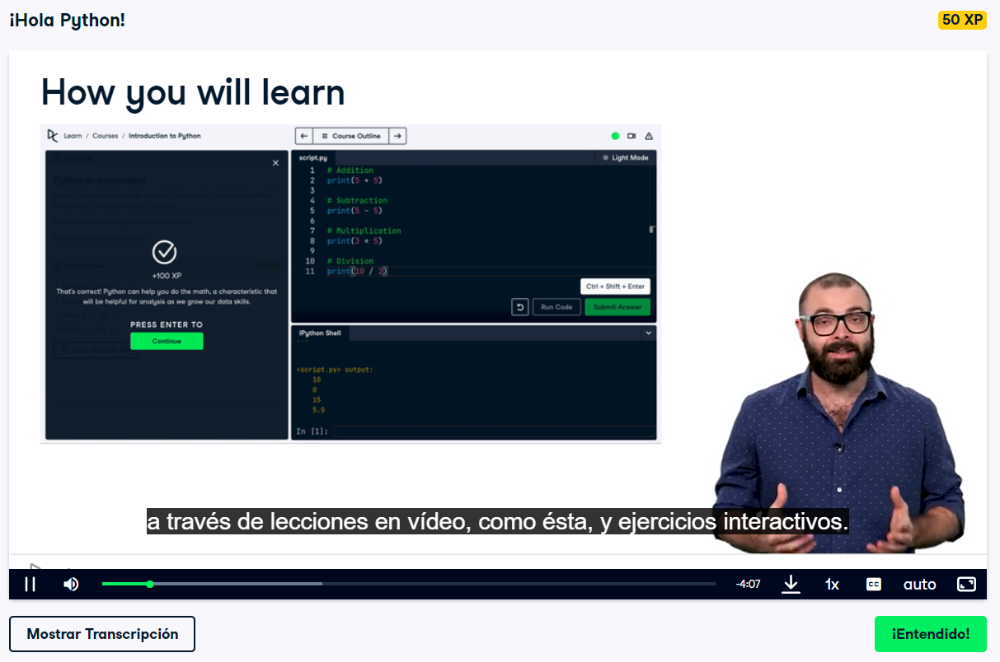 ¡Hola Python!
50 XP
How you will learn
Learn / Courses / Introduction to Python
Course Outline
script.py
Light Mode
1 # Addition
2 print(5 + 5)
3
4 # Subtraction
5 print(5 - 5)
6
7 # Multiplication
8 print(3 * 5)
9
10 # Division
11 print(10 / 2)
Python as a calculator
+100 XP
That's correct! Python can help you do the math, a characteristic that
will be helpful for analysis as we grow our data skills.
PRESS ENTER TO
Continue
Ctrl + Shift + Enter
Run Code
Submit Answer
IPython Shell
<script.py> output:
10
0
15
5.0
In [1]:
a través de lecciones en vídeo, como ésta, y ejercicios interactivos.
-4:07
1x
CC
auto
Mostrar Transcripción
¡Entendido!